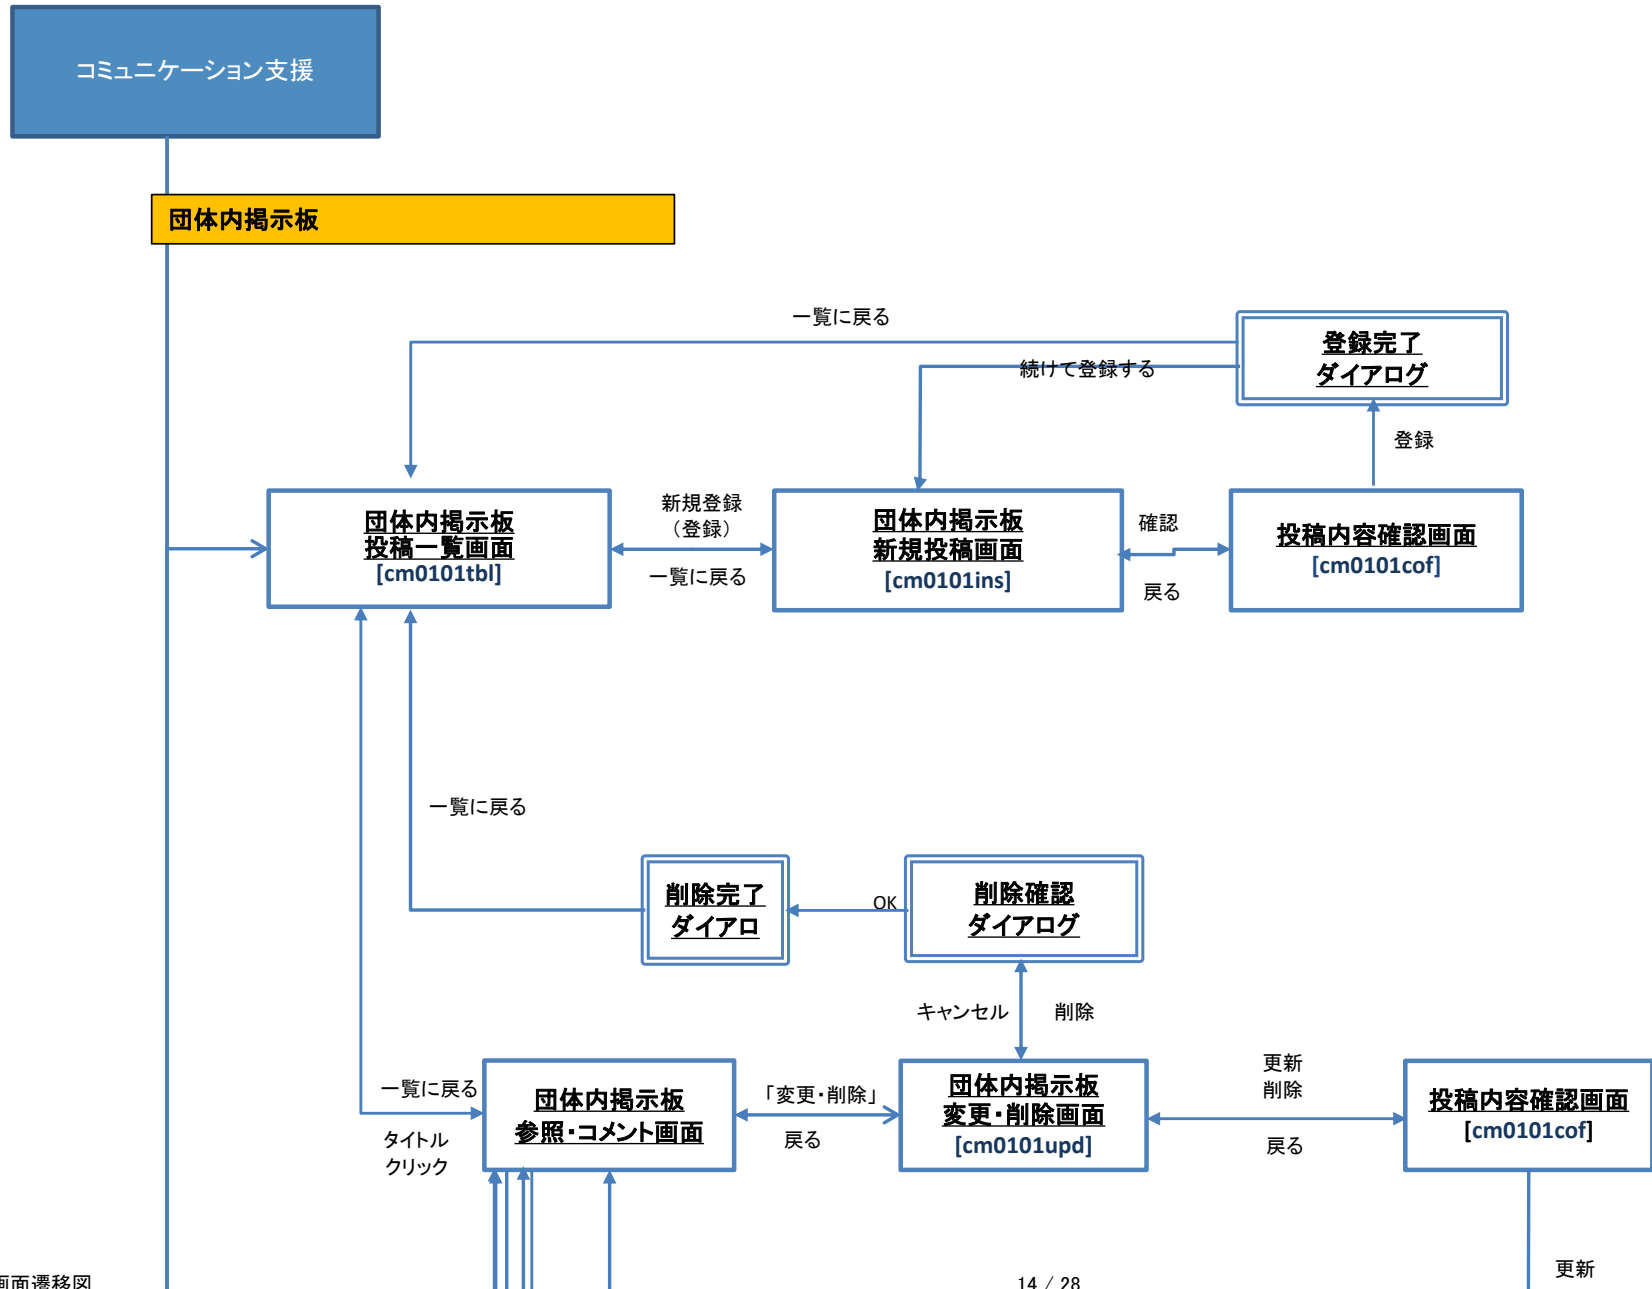 コミュニケーション支援
団体内掲示板
一覧に戻る
登録完了
ダイアログ
続けて登録する
登録
団体内掲示板
投稿一覧画面
[cm0101tbl]
新規登録
（登録）
一覧に戻る
団体内掲示板
新規投稿画面
[cm0101ins]
確認
戻る
投稿内容確認画面
[cm0101cof]
一覧に戻る
削除完了
ダイアロ
OK
削除確認
ダイアログ
キャンセル
削除
一覧に戻る
タイトル
クリック
団体内掲示板
参照・コメント画面
「変更・削除」
戻る
団体内掲示板
変更・削除画面
[cm0101upd]
更新
削除
戻る
投稿内容確認画面
[cm0101cof]
更新
画面遷移図
14 / 28